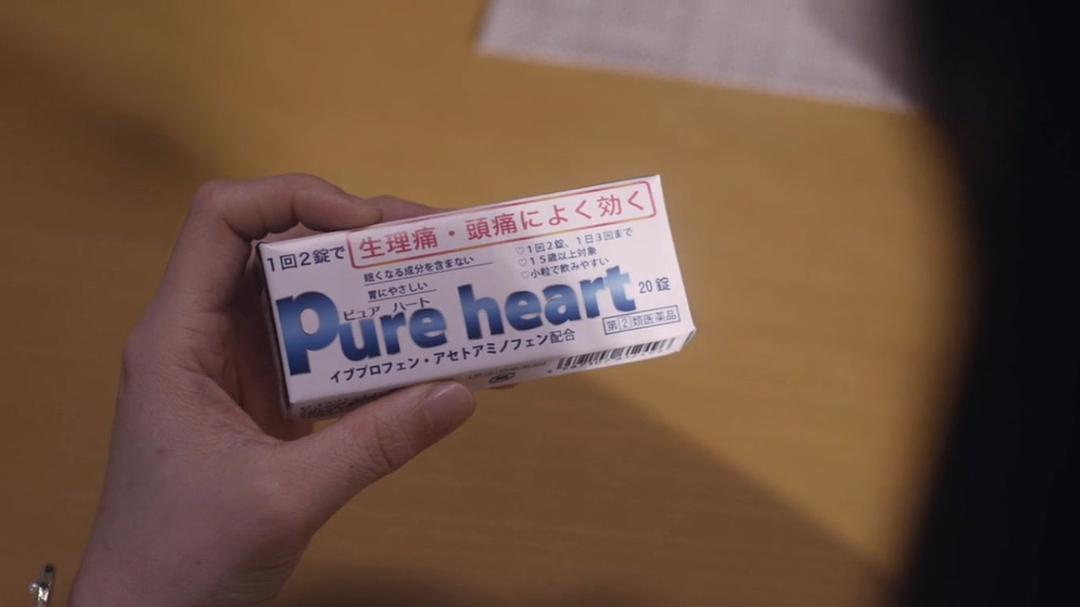 1回2錠で
生理痛・頭痛によく効く
眠くなる成分を含まない
胃にやさしい
♡1回2錠、1日3回まで
♡15歳以上対象
♡小粒で飲みやすい
ピュア ハート
Pure heart
20錠
第②類医薬品
イブプロフェン・アセトアミノフェン配合